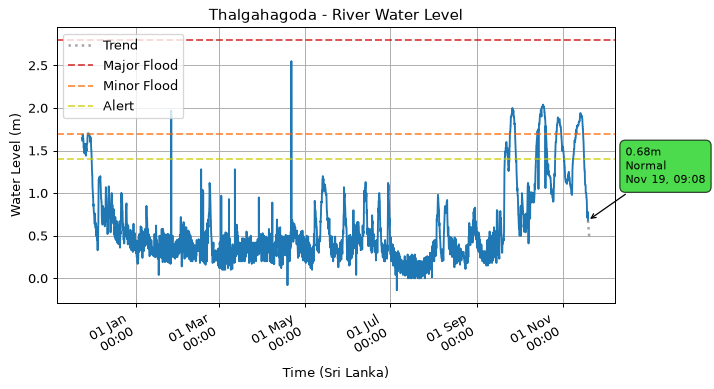 Thalgahagoda - River Water Level
Trend
Major Flood
Minor Flood
Alert
Water Level (m)
2.5
2.0
1.5
1.0
0.5
0.0
0.68m
Normal
Nov 19, 09:08
01 Jan
00:00
01 Mar
00:00
01 May
00:00
01 Jul
00:00
01 Sep
00:00
01 Nov
00:00
Time (Sri Lanka)